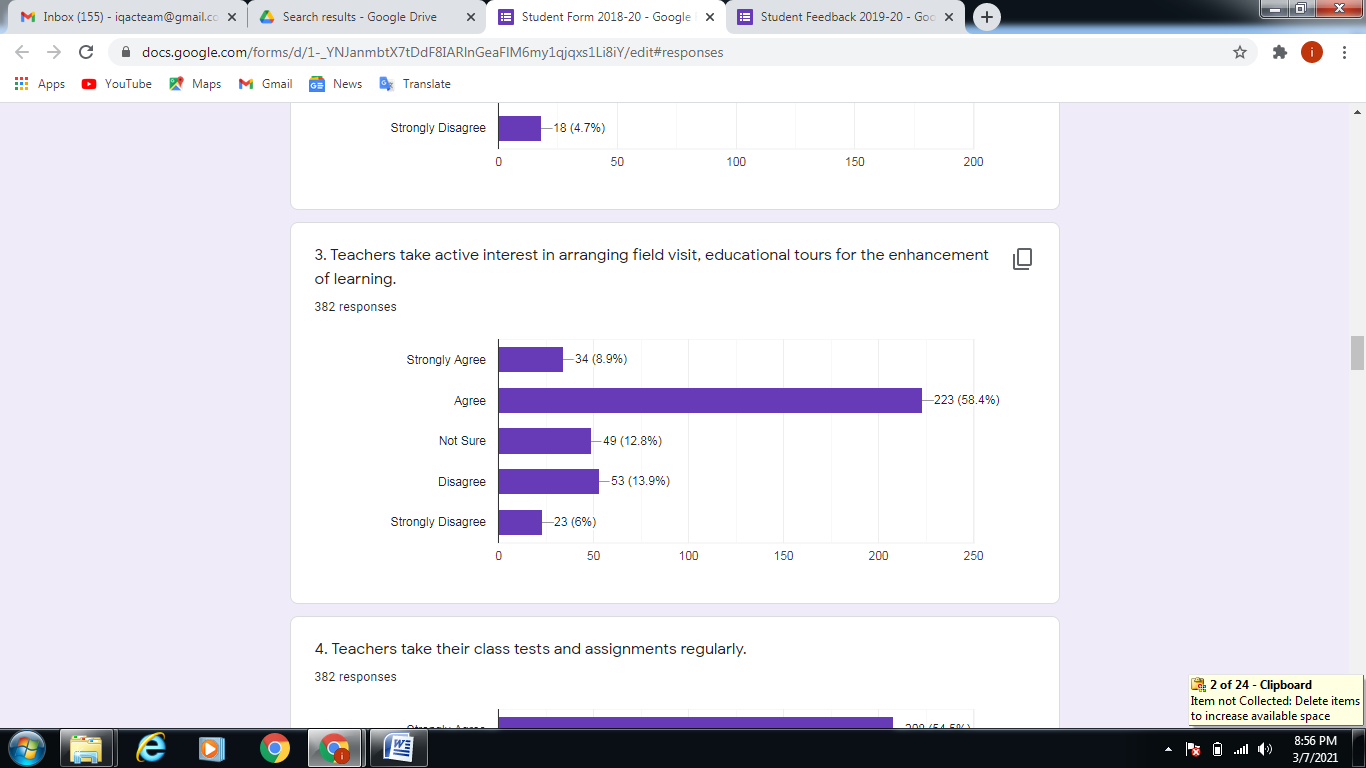 Inbox (155) - iqacteam@gmail.co
Search results - Google Drive
Student Form 2018-20 - Google
Student Feedback 2019-20 - Goo
docs.google.com/forms/d/1-_YNJanmbtX7tDdF8IARlnGeaFIM6my1qjqxs1Li8iY/edit#responses
i
Apps
YouTube
Maps
Gmail
News
Translate
Strongly Disagree
18 (4.7%)
0 50 100 150 200
3. Teachers take active interest in arranging field visit, educational tours for the enhancement
of learning.
382 responses
Strongly Agree
34 (8.9%)
Agree
223 (58.4%)
Not Sure
49 (12.8%)
Disagree
53 (13.9%)
Strongly Disagree
23 (6%)
0 50 100 150 200 250
4. Teachers take their class tests and assignments regularly.
382 responses
Strongly Agree
208 (54.5%)
2 of 24 - Clipboard
Item not Collected: Delete items
to increase available space
8:56 PM
3/7/2021